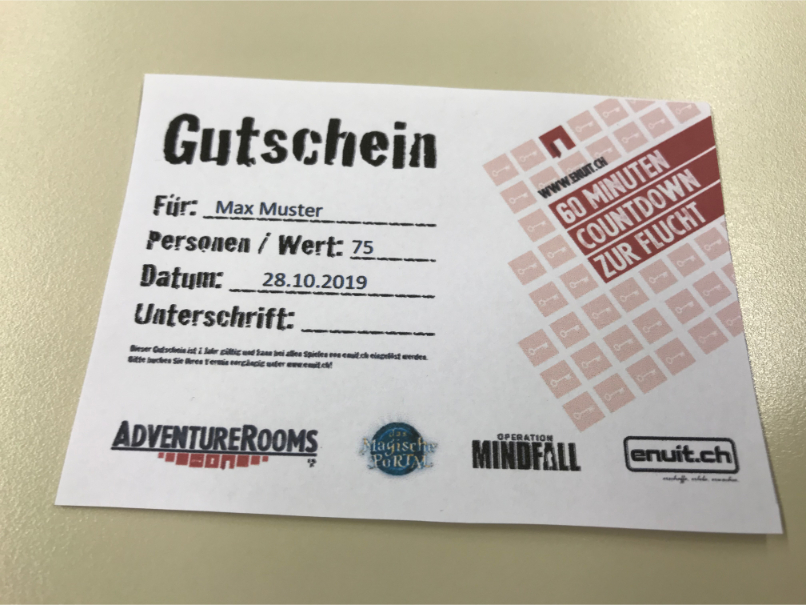 Gutschein
Für: Max Muster
Personen / Wert: 75
Datum: 28.10.2019
Unterschrift:
Dieser Gutschein ist 1 Jahr gültig und kann bei allen Spielen von enuit.ch eingelöst werden.
Bitte buchen Sie Ihren Termin vorgängig unter www.enuit.ch!
WWW.ENUIT.CH
60 MINUTEN
COUNTDOWN
ZUR FLUCHT
ADVENTUREROOMS
Das
Magische
PoRTAL
OPERATION
MINDFALL
enuit.ch